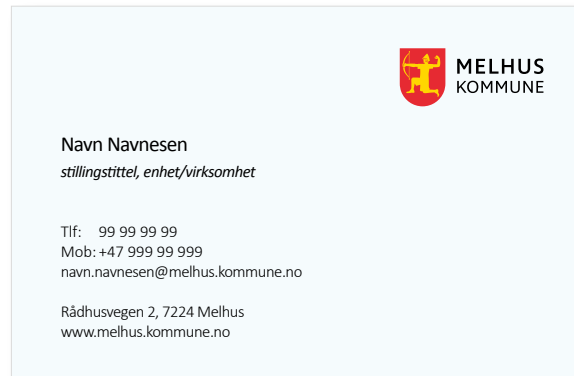 MELHUS
KOMMUNE
Navn Navnesen
stillingstittel, enhet/virksomhet
Tlf: 99 99 99 99
Mob: +47 999 99 999
navn.navnesen@melhus.kommune.no
Rådhusvegen 2, 7224 Melhus
www.melhus.kommune.no